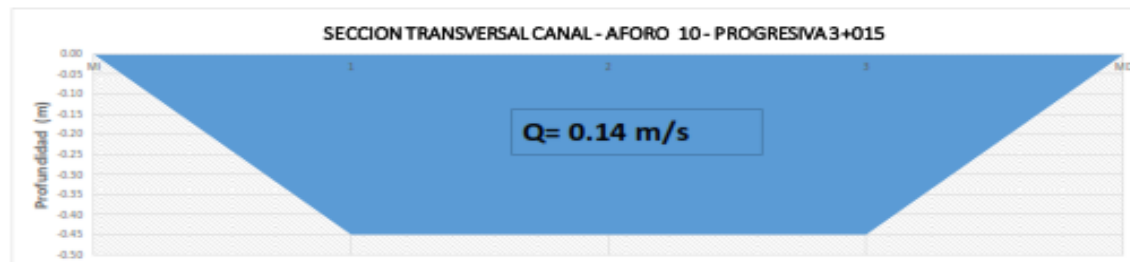 SECCION TRANSVERSAL CANAL - AFORO 10 - PROGRESIVA 3+015
Profundidad (m)
0.00
-0.05
-0.10
-0.15
-0.20
-0.25
-0.30
-0.35
-0.40
-0.45
-0.50
MI 1 2 3 MD
Q= 0.14 m/s